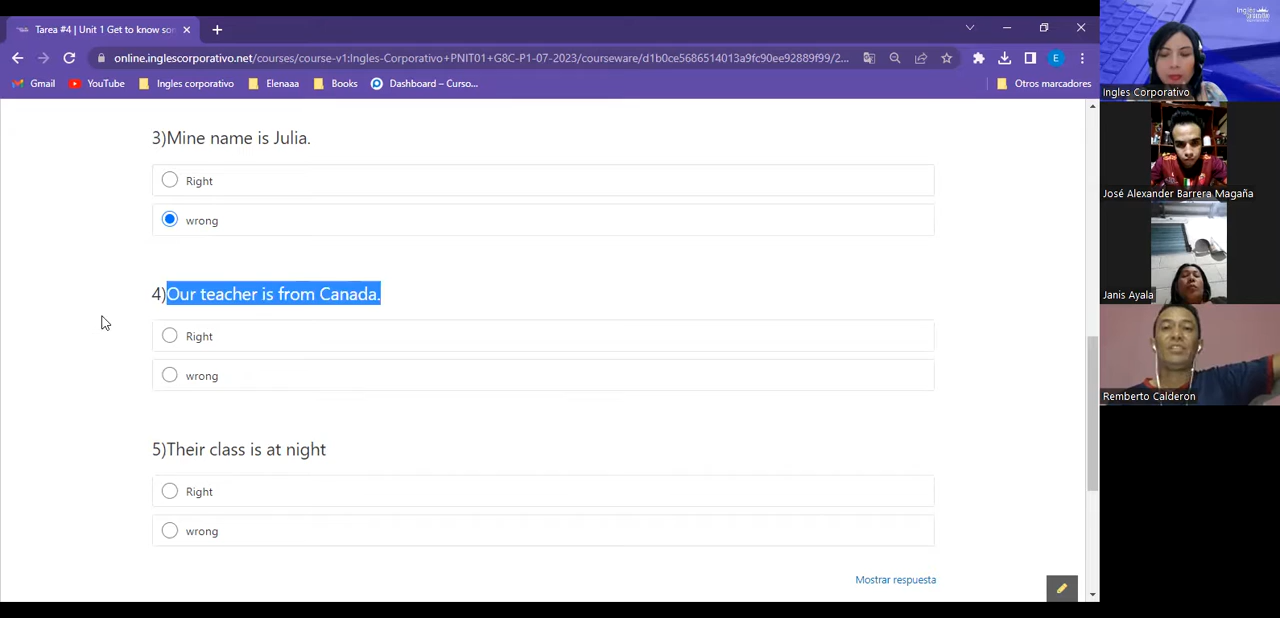 Tarea #4 | Unit 1 Get to know so
online.inglescorporativo.net/courses/course-v1:Ingles-Corporativo+PNIT01+G8C-P1-07-2023/courseware/d1b0ce5686514013a9fc90ee92889f99/2...
E
Gmail
YouTube
Ingles corporativo
Elenaaa
Books
Dashboard – Curso...
Otros marcadores
3)Mine name is Julia.
Right
wrong
4)Our teacher is from Canada.
Right
wrong
5)Their class is at night
Right
wrong
Mostrar respuesta
Ingles Corporativo
José Alexander Barrera Magaña
Janis Ayala
Remberto Calderon